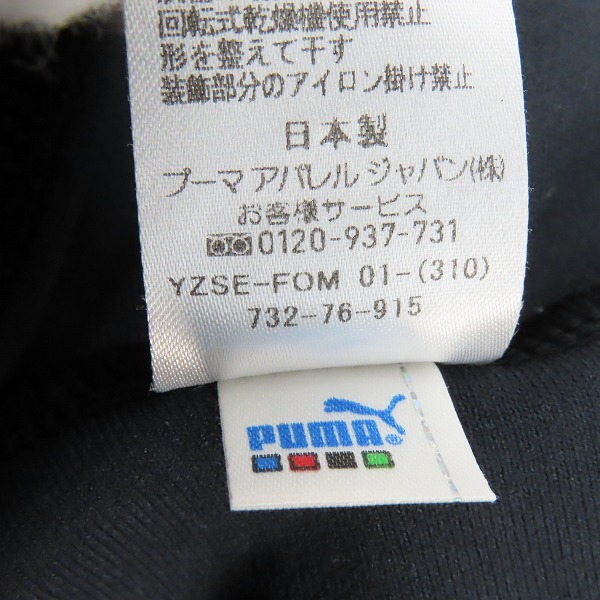 回転式乾燥機使用禁止
形を整えて干す
装飾部分のアイロン掛け禁止
日本製
プーマ アパレル ジャパン(株)
お客様サービス
0120-937-731
YZSE-FOM 01-(310)
732-76-915
PUMA®